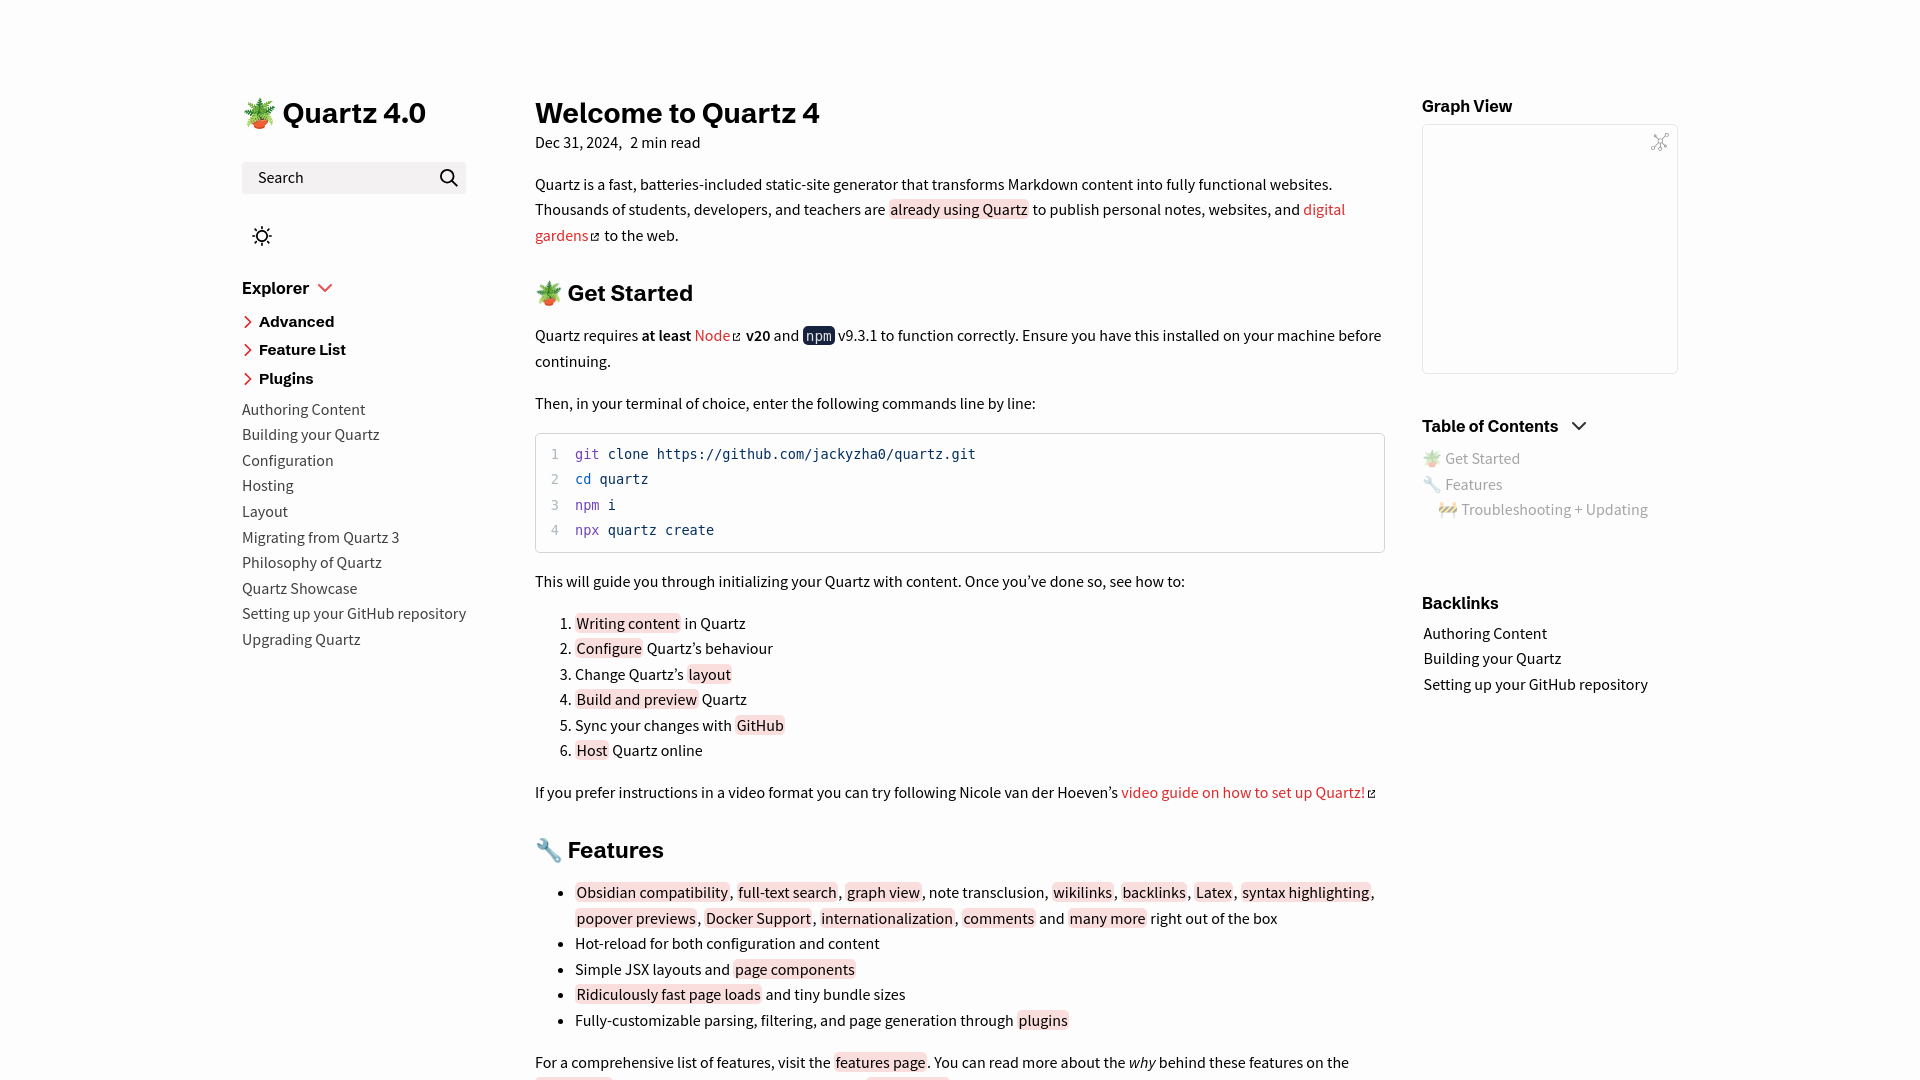 🪴 Quartz 4.0
Search
Explorer
Advanced
Feature List
Plugins
Authoring Content
Building your Quartz
Configuration
Hosting
Layout
Migrating from Quartz 3
Philosophy of Quartz
Quartz Showcase
Setting up your GitHub repository
Upgrading Quartz
Welcome to Quartz 4
Dec 31, 2024, 2 min read
Quartz is a fast, batteries-included static-site generator that transforms Markdown content into fully functional websites.
Thousands of students, developers, and teachers are already using Quartz to publish personal notes, websites, and digital
gardens to the web.
🪴 Get Started
Quartz requires at least Node v20 and npm v9.3.1 to function correctly. Ensure you have this installed on your machine before
continuing.
Then, in your terminal of choice, enter the following commands line by line:
1 git clone https://github.com/jackyzha0/quartz.git
2 cd quartz
3 npm i
4 npx quartz create
This will guide you through initializing your Quartz with content. Once you’ve done so, see how to:
1. Writing content in Quartz
2. Configure Quartz’s behaviour
3. Change Quartz’s layout
4. Build and preview Quartz
5. Sync your changes with GitHub
6. Host Quartz online
If you prefer instructions in a video format you can try following Nicole van der Hoeven’s video guide on how to set up Quartz!
🔧 Features
• Obsidian compatibility, full-text search, graph view, note transclusion, wikilinks, backlinks, Latex, syntax highlighting,
popover previews, Docker Support, internationalization, comments and many more right out of the box
• Hot-reload for both configuration and content
• Simple JSX layouts and page components
• Ridiculously fast page loads and tiny bundle sizes
• Fully-customizable parsing, filtering, and page generation through plugins
For a comprehensive list of features, visit the features page. You can read more about the why behind these features on the
Graph View
Table of Contents
🪴 Get Started
🔧 Features
🚧 Troubleshooting + Updating
Backlinks
Authoring Content
Building your Quartz
Setting up your GitHub repository